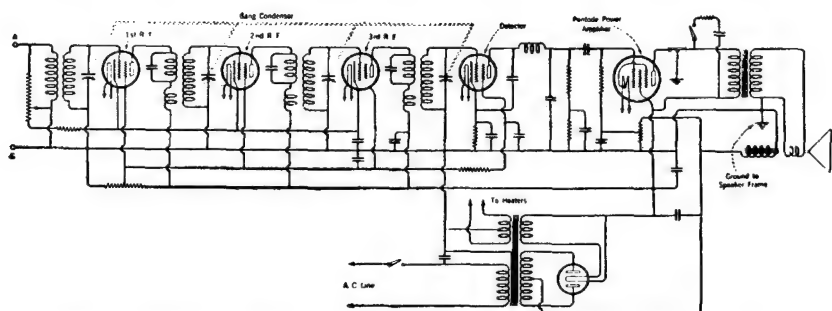 Gang Condenser
1st R F
2nd R F
3rd R F
Detector
Pentode Power
Amplifier
A
G
Ground to
Speaker Frame
To Heaters
A C Line